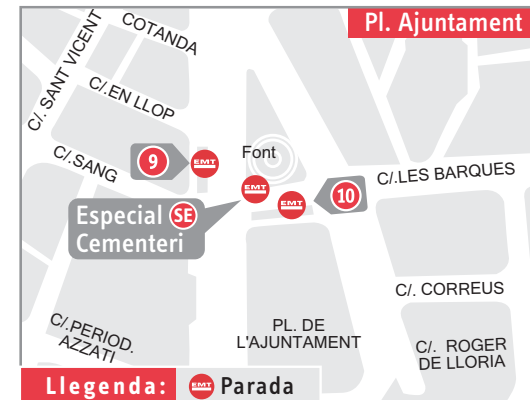 Pl. Ajuntament
COTANDA
C/. SANT VICENT
C/.EN LLOP
C/.SANG
9
EMT
Font
C/.LES BARQUES
EMT
EMT
10
Especial SE
Cementeri
C/. CORREUS
C/.PERIOD.
AZZATI
PL. DE
L'AJUNTAMENT
C/. ROGER
DE LLORIA
Llegenda: EMT Parada